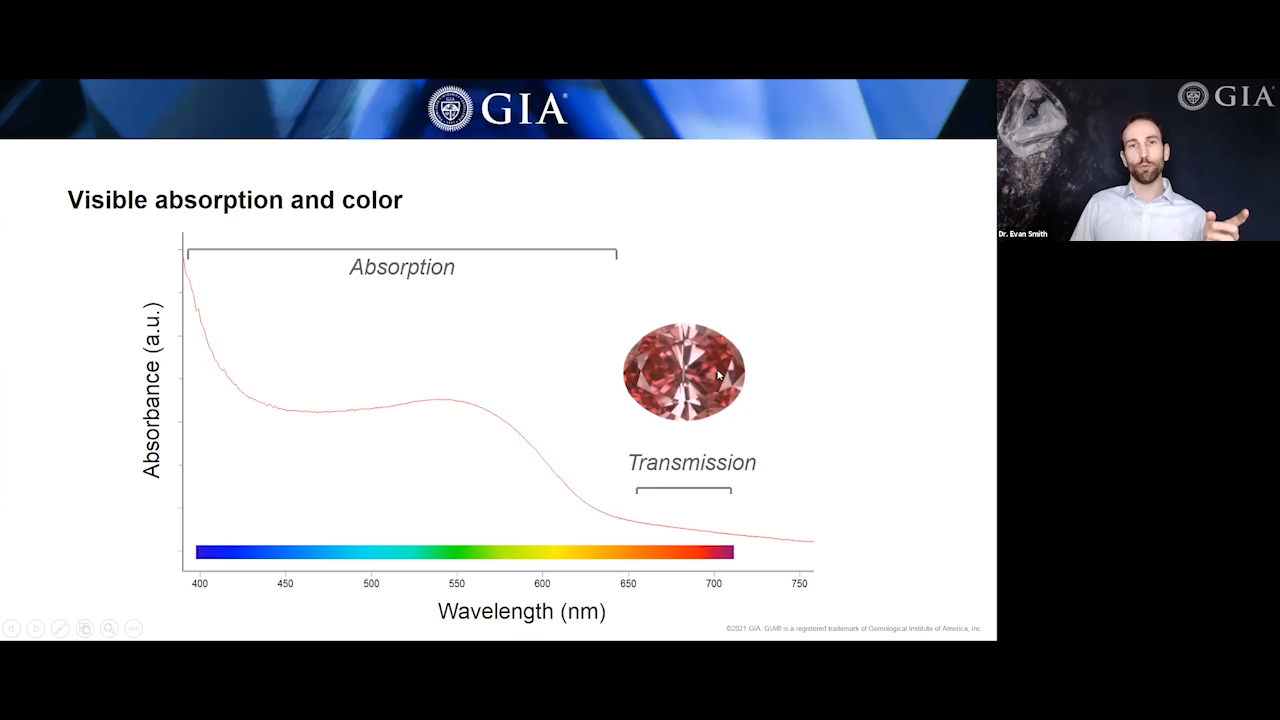 GIA
GIA
Dr. Evan Smith
Visible absorption and color
Absorption
Absorbance (a.u.)
Transmission
400 450 500 550 600 650 700 750
Wavelength (nm)
©2021 GIA. GIA® is a registered trademark of Gemological Institute of America, Inc.